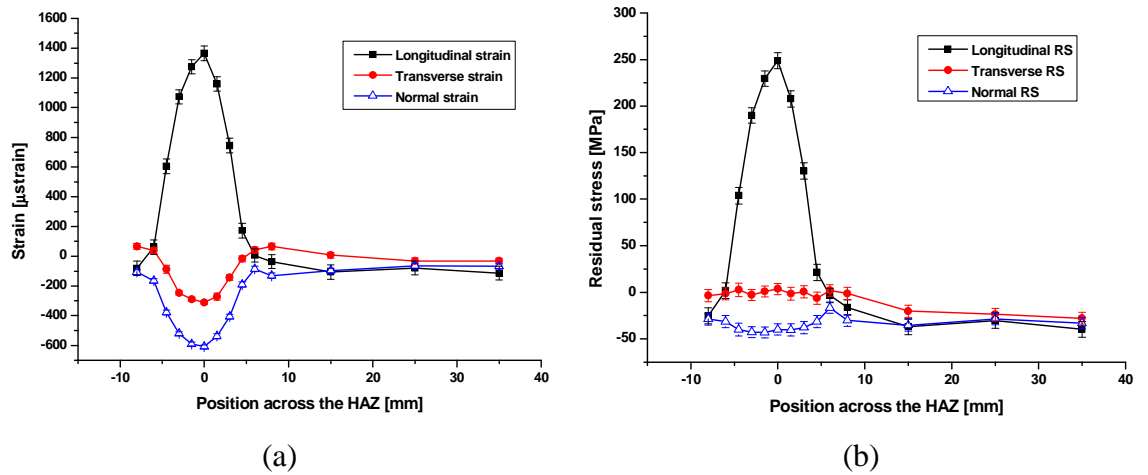 1600
1400
1200
1000
800
600
400
200
0
-200
-400
-600
Strain [μstrain]
Longitudinal strain
Transverse strain
Normal strain
-10 0 10 20 30 40
Position across the HAZ [mm]
(a)
300
250
200
150
100
50
0
-50
Residual stress [MPa]
Longitudinal RS
Transverse RS
Normal RS
-10 0 10 20 30 40
Position across the HAZ [mm]
(b)